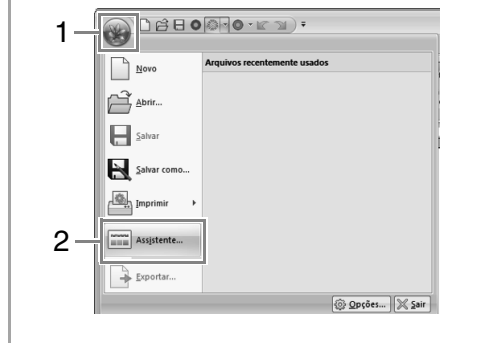 1
Novo
Arquivos recentemente usados
Abrir...
Salvar
Salvar como...
Imprimir
2
Assistente...
Exportar...
Opções...
Sair